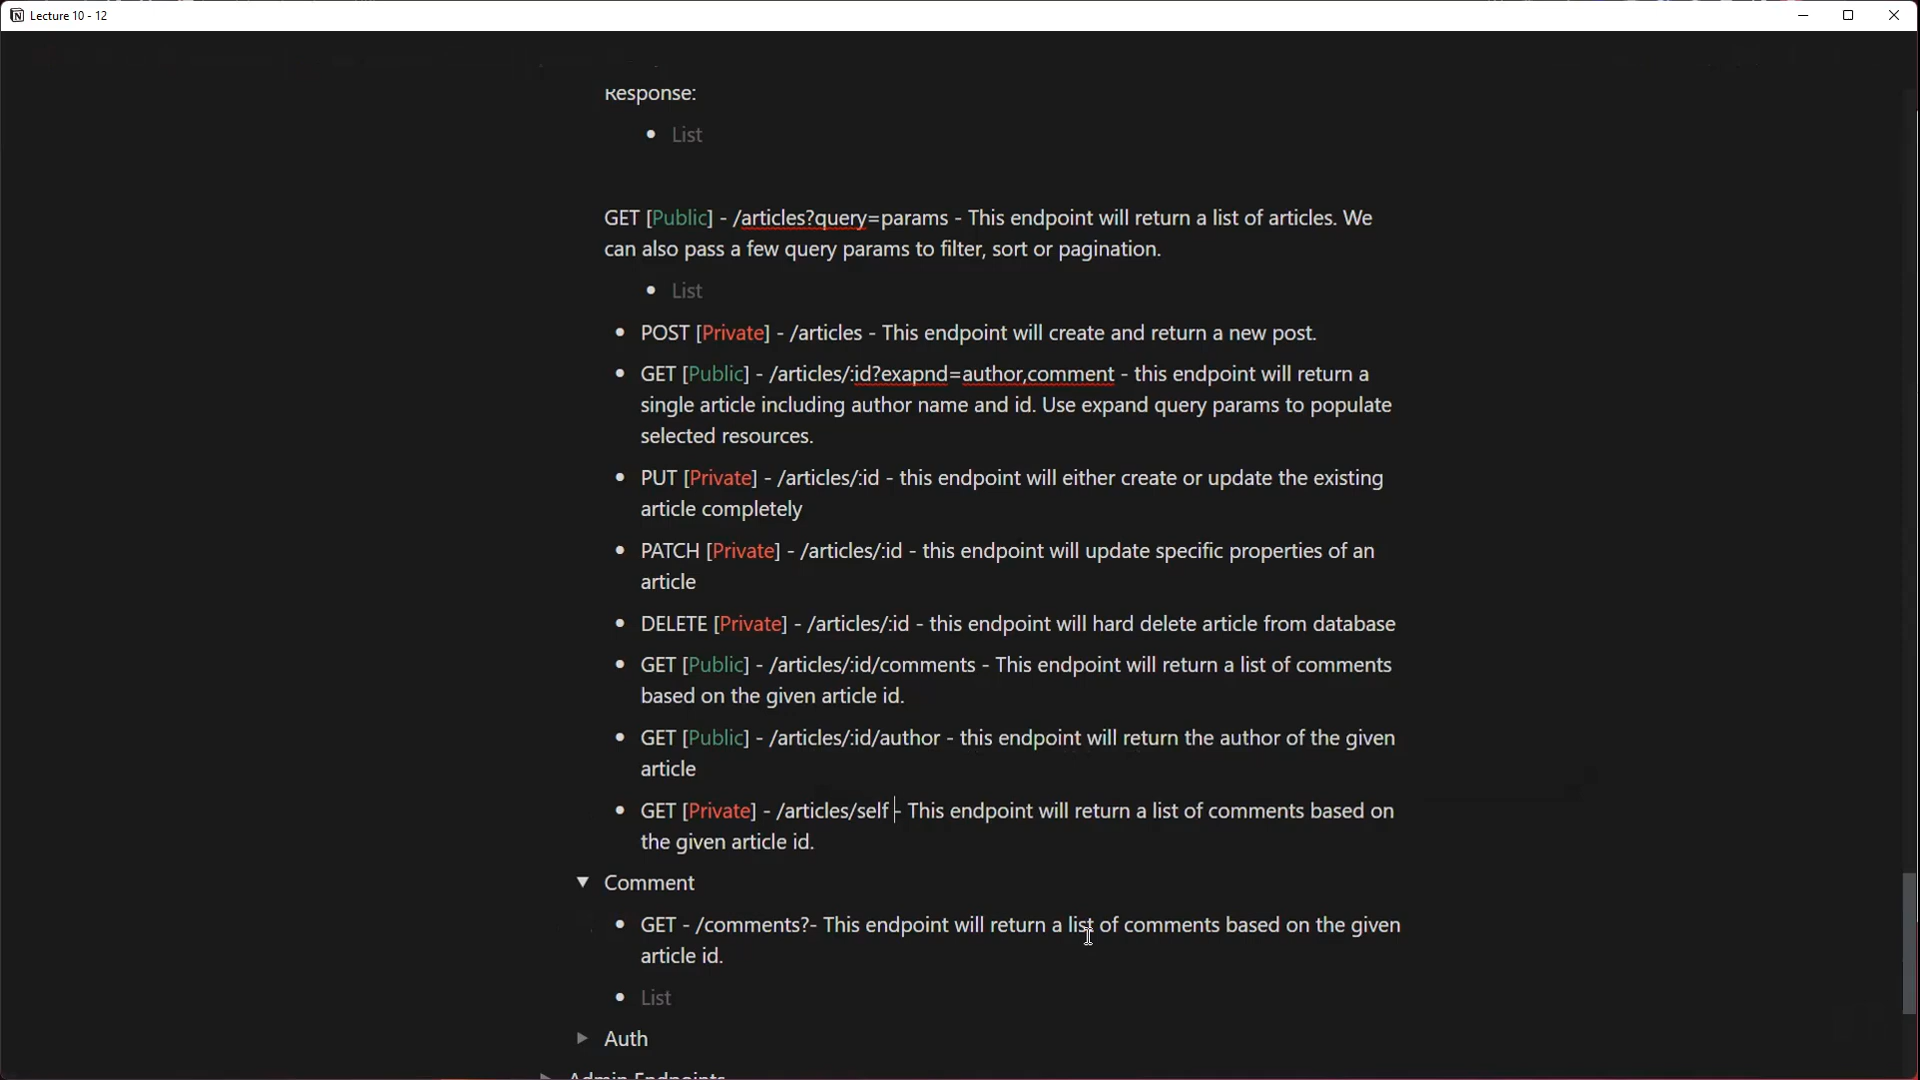 Lecture 10 - 12
Response:
• List
GET [Public] - /articles?query=params - This endpoint will return a list of articles. We
can also pass a few query params to filter, sort or pagination.
• List
• POST [Private] - /articles - This endpoint will create and return a new post.
• GET [Public] - /articles/:id?exapnd=author,comment - this endpoint will return a
single article including author name and id. Use expand query params to populate
selected resources.
• PUT [Private] - /articles/:id - this endpoint will either create or update the existing
article completely
• PATCH [Private] - /articles/:id - this endpoint will update specific properties of an
article
• DELETE [Private] - /articles/:id - this endpoint will hard delete article from database
• GET [Public] - /articles/:id/comments - This endpoint will return a list of comments
based on the given article id.
• GET [Public] - /articles/:id/author - this endpoint will return the author of the given
article
• GET [Private] - /articles/self - This endpoint will return a list of comments based on
the given article id.
▼ Comment
• GET - /comments?- This endpoint will return a list of comments based on the given
article id.
• List
▶ Auth
▶ Admin Endpoints